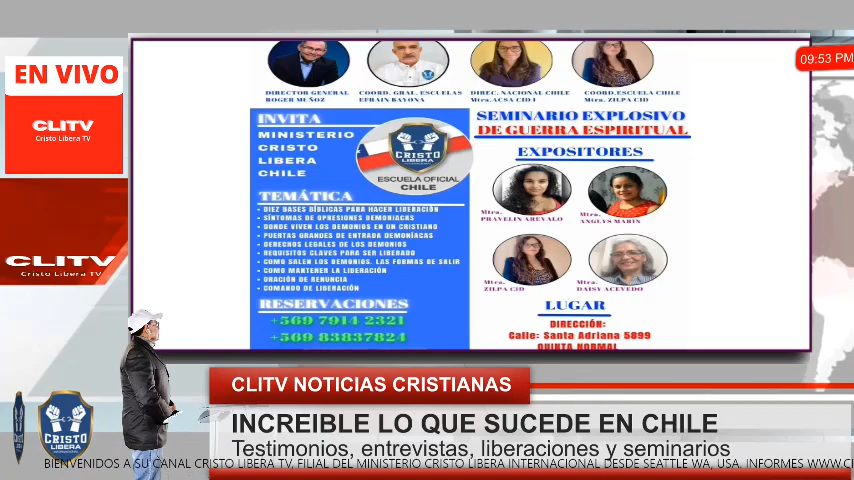 EN VIVO
CLITV
Cristo Libera TV
CLITV
Cristo Libera TV
09:53 PM
DIRECTOR GENERAL
ROGER MUÑOZ
COORD. GRAL. ESCUELAS
EFRAIN BAYONA
DIREC. NACIONAL CHILE
Mtra. ACSA CID I
COORD.ESCUELA CHILE
Mtra. ZILPA CID
INVITA
MINISTERIO
CRISTO
LIBERA
CHILE
CRISTO
LIBERA
ESCUELA OFICIAL
CHILE
TEMÁTICA
- DIEZ BASES BÍBLICAS PARA HACER LIBERACIÓN
- SÍNTOMAS DE OPRESIONES DEMONIACAS
- DONDE VIVEN LOS DEMONIOS EN UN CRISTIANO
- PUERTAS GRANDES DE ENTRADA DEMONÍACAS
- DERECHOS LEGALES DE LOS DEMONIOS
- REQUISITOS CLAVES PARA SER LIBERADO
- COMO SALEN LOS DEMONIOS. LAS FORMAS DE SALIR
- COMO MANTENER LA LIBERACIÓN
- ORACIÓN DE RENUNCIA
- COMANDO DE LIBERACIÓN
RESERVACIONES
+569 7914 2321
+569 83837824
SEMINARIO EXPLOSIVO
DE GUERRA ESPIRITUAL
EXPOSITORES
Mtra.
PRAVELIN AREVALO
Mtra.
ANGLYS MARIN
Mtra.
ZILPA CID
Mtra.
DAISY ACEVEDO
LUGAR
DIRECCIÓN:
Calle: Santa Adriana 5899
QUINTA NORMAL
CLITV NOTICIAS CRISTIANAS
INCREIBLE LO QUE SUCEDE EN CHILE
Testimonios, entrevistas, liberaciones y seminarios
CRISTO
LIBERA
BIENVENIDOS A SU CANAL CRISTO LIBERA TV, FILIAL DEL MINISTERIO CRISTO LIBERA INTERNACIONAL DESDE SEATTLE WA, USA. INFORMES WWW.C